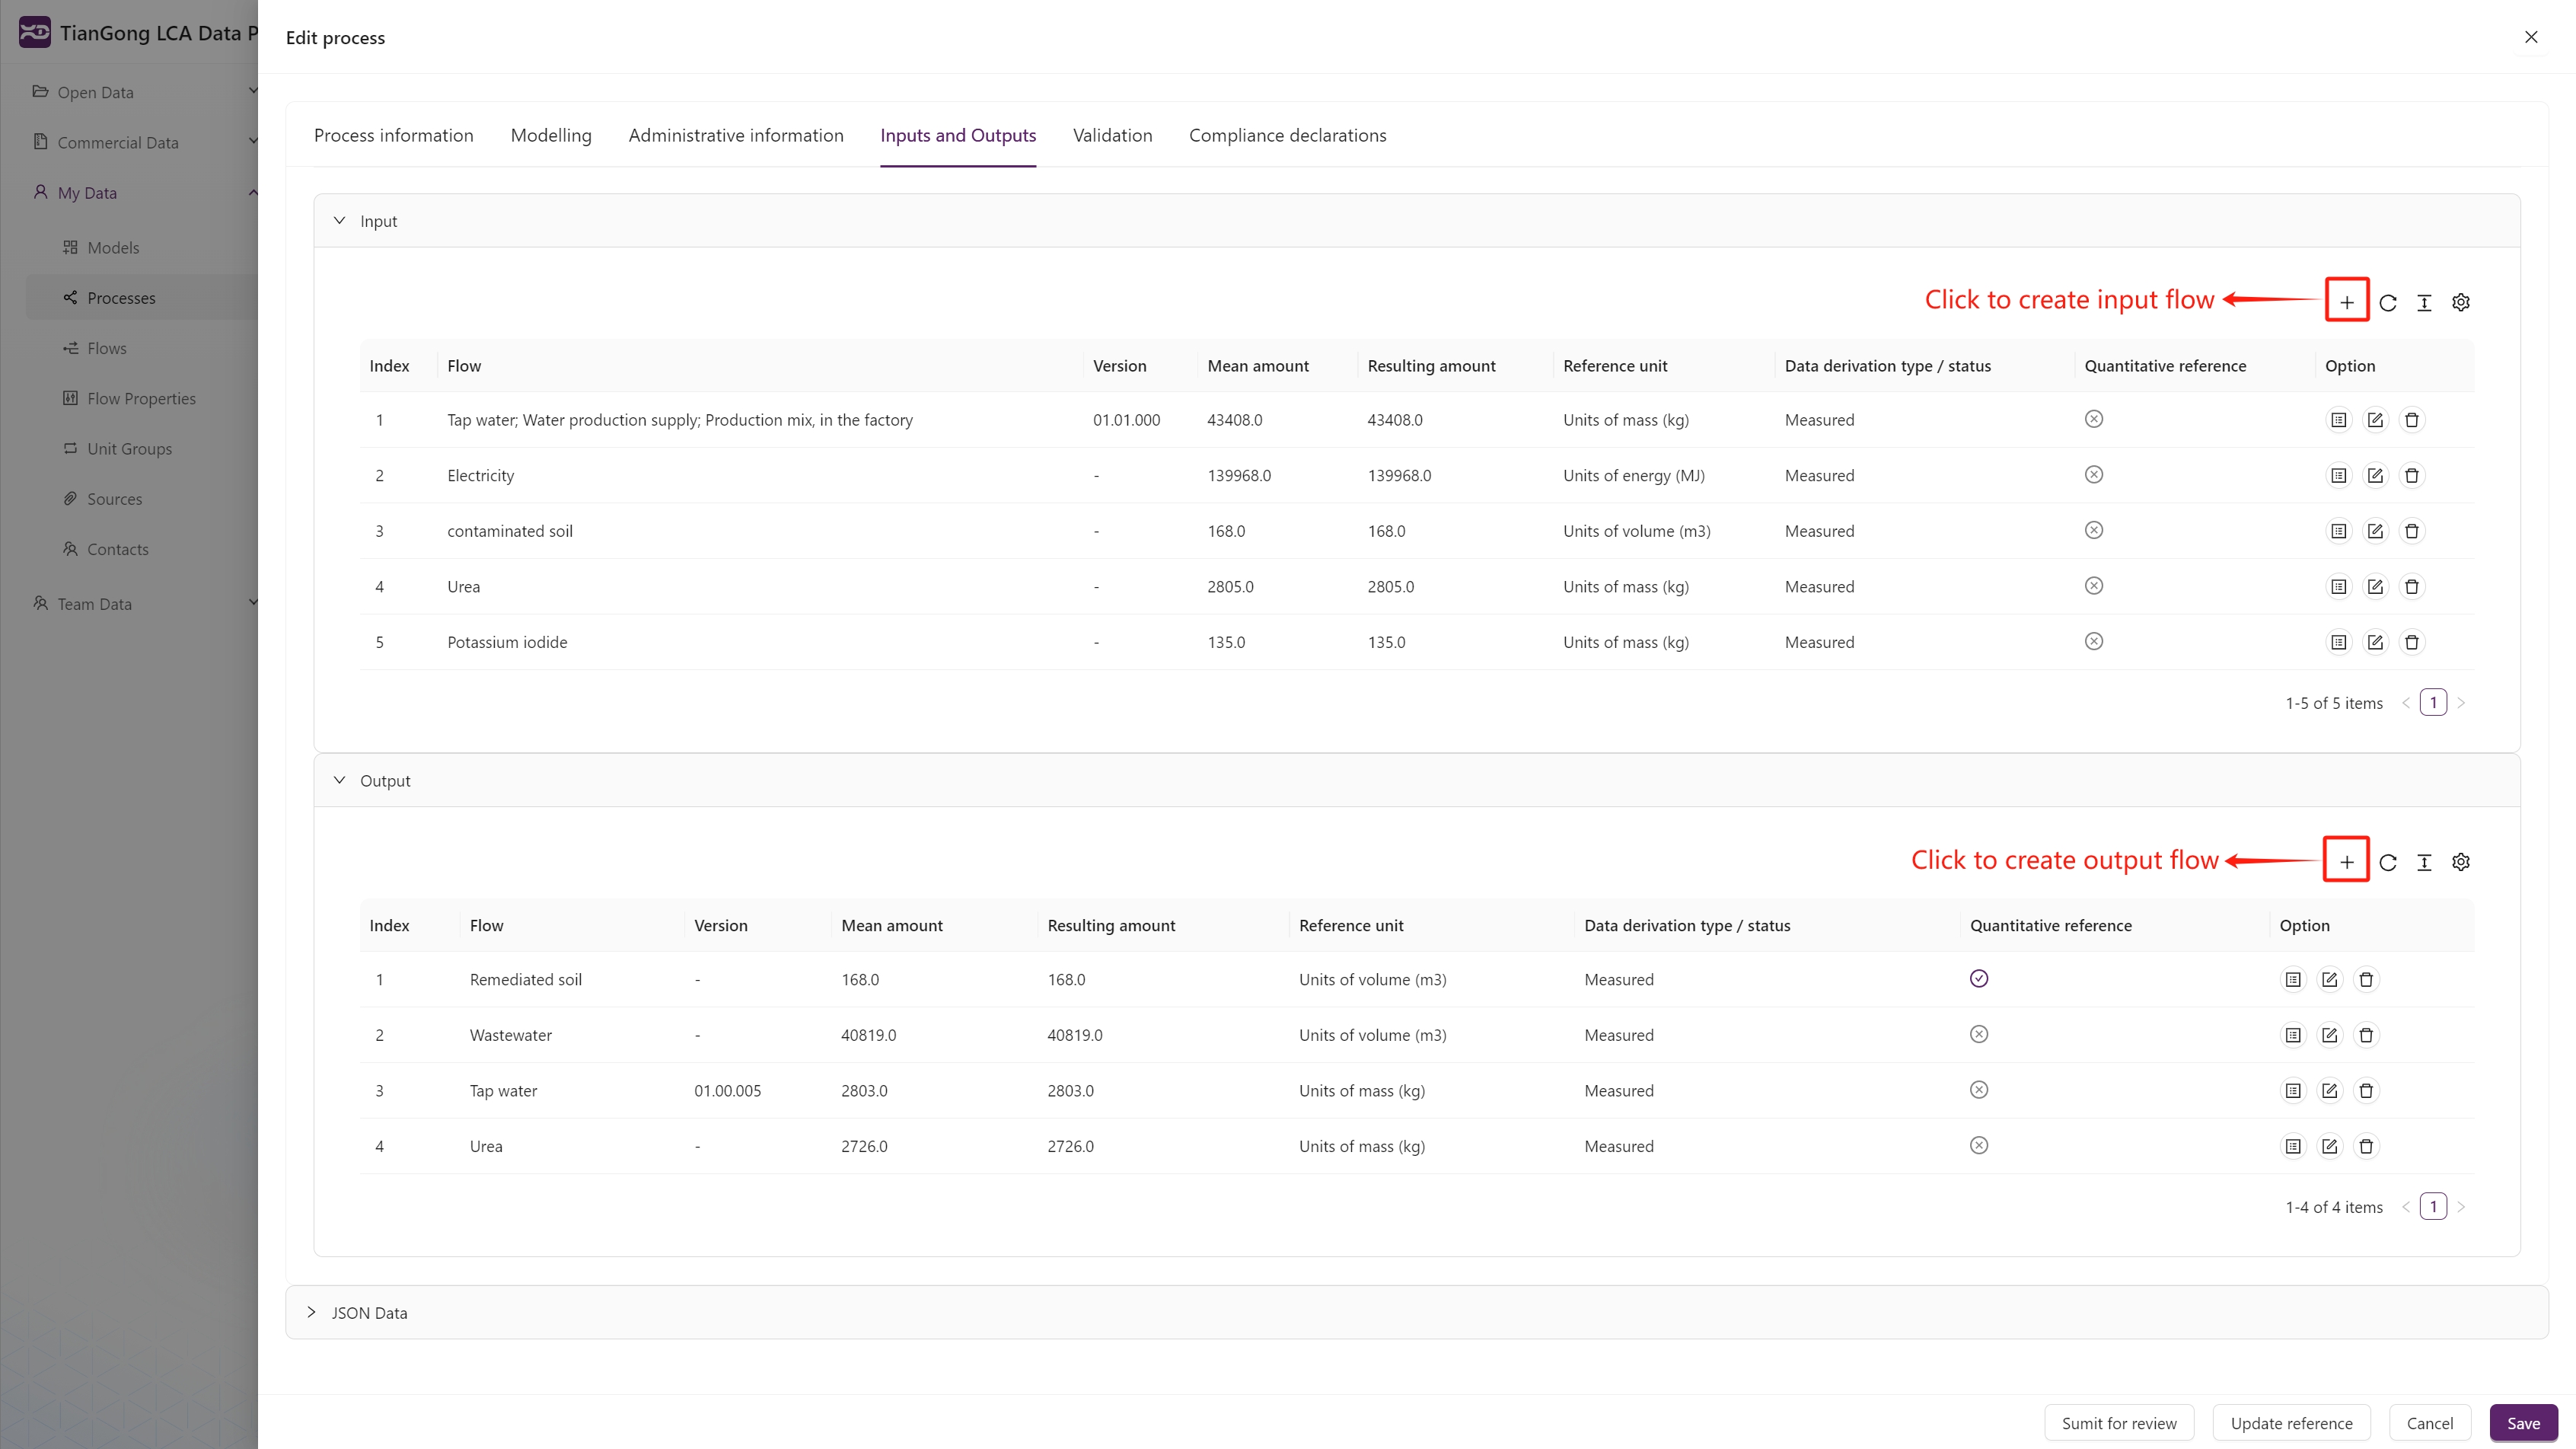 TianGong LCA Data P
Edit process
Open Data
Commercial Data
My Data
Models
Processes
Flows
Flow Properties
Unit Groups
Sources
Contacts
Team Data
Process information Modelling Administrative information Inputs and Outputs Validation Compliance declarations
Input
Click to create input flow
Index Flow Version Mean amount Resulting amount Reference unit Data derivation type / status Quantitative reference Option
1 Tap water; Water production supply; Production mix, in the factory 01.01.000 43408.0 43408.0 Units of mass (kg) Measured
2 Electricity - 139968.0 139968.0 Units of energy (MJ) Measured
3 contaminated soil - 168.0 168.0 Units of volume (m3) Measured
4 Urea - 2805.0 2805.0 Units of mass (kg) Measured
5 Potassium iodide - 135.0 135.0 Units of mass (kg) Measured
1-5 of 5 items < 1 >
Output
Click to create output flow
Index Flow Version Mean amount Resulting amount Reference unit Data derivation type / status Quantitative reference Option
1 Remediated soil - 168.0 168.0 Units of volume (m3) Measured
2 Wastewater - 40819.0 40819.0 Units of volume (m3) Measured
3 Tap water 01.00.005 2803.0 2803.0 Units of mass (kg) Measured
4 Urea - 2726.0 2726.0 Units of mass (kg) Measured
1-4 of 4 items < 1 >
JSON Data
Sumit for review Update reference Cancel Save